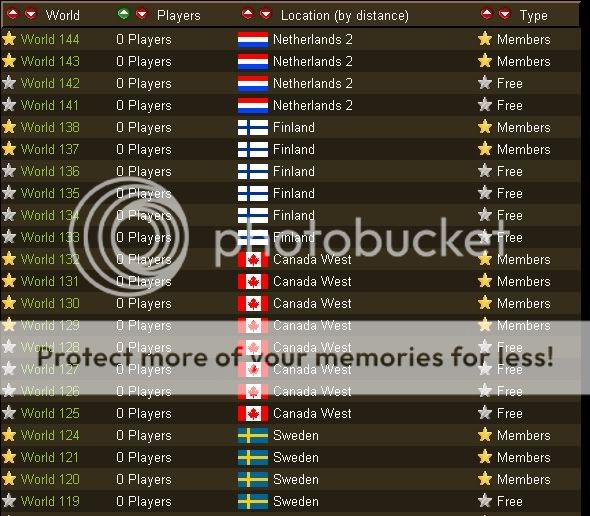 World Players Location (by distance) Type
World 144 0 Players Netherlands 2 Members
World 143 0 Players Netherlands 2 Members
World 142 0 Players Netherlands 2 Free
World 141 0 Players Netherlands 2 Free
World 138 0 Players Finland Members
World 137 0 Players Finland Members
World 136 0 Players Finland Free
World 135 0 Players Finland Free
World 134 0 Players Finland Free
World 133 0 Players Finland Free
photobucket
World 132 0 Players Canada West Members
World 131 0 Players Canada West Members
World 130 0 Players Canada West Members
World 129 0 Players Canada West Members
World 128 0 Players Canada West Free
Protect more of your memories for less!
World 127 0 Players Canada West Free
World 126 0 Players Canada West Free
World 125 0 Players Canada West Free
World 124 0 Players Sweden Members
World 121 0 Players Sweden Members
World 120 0 Players Sweden Members
World 119 0 Players Sweden Free